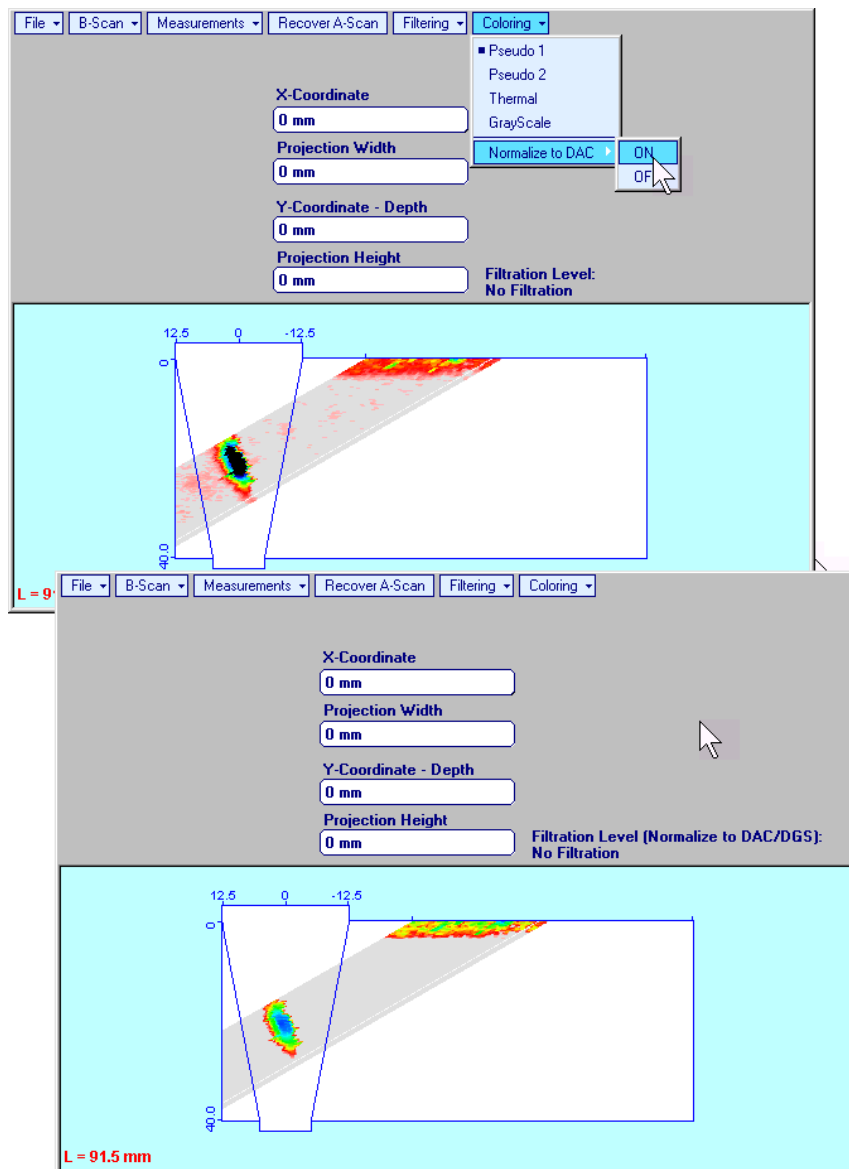 File B-Scan Measurements Recover A-Scan Filtering Coloring
Pseudo 1
Pseudo 2
Thermal
GrayScale
Normalize to DAC ON
OF
X-Coordinate
0 mm
Projection Width
0 mm
Y-Coordinate - Depth
0 mm
Projection Height
0 mm
Filtration Level:
No Filtration
12.5 0 -12.5
0
40.0
L = 9
File B-Scan Measurements Recover A-Scan Filtering Coloring
X-Coordinate
0 mm
Projection Width
0 mm
Y-Coordinate - Depth
0 mm
Projection Height
0 mm
Filtration Level (Normalize to DAC/DGS):
No Filtration
12.5 0 -12.5
0
40.0
L = 91.5 mm